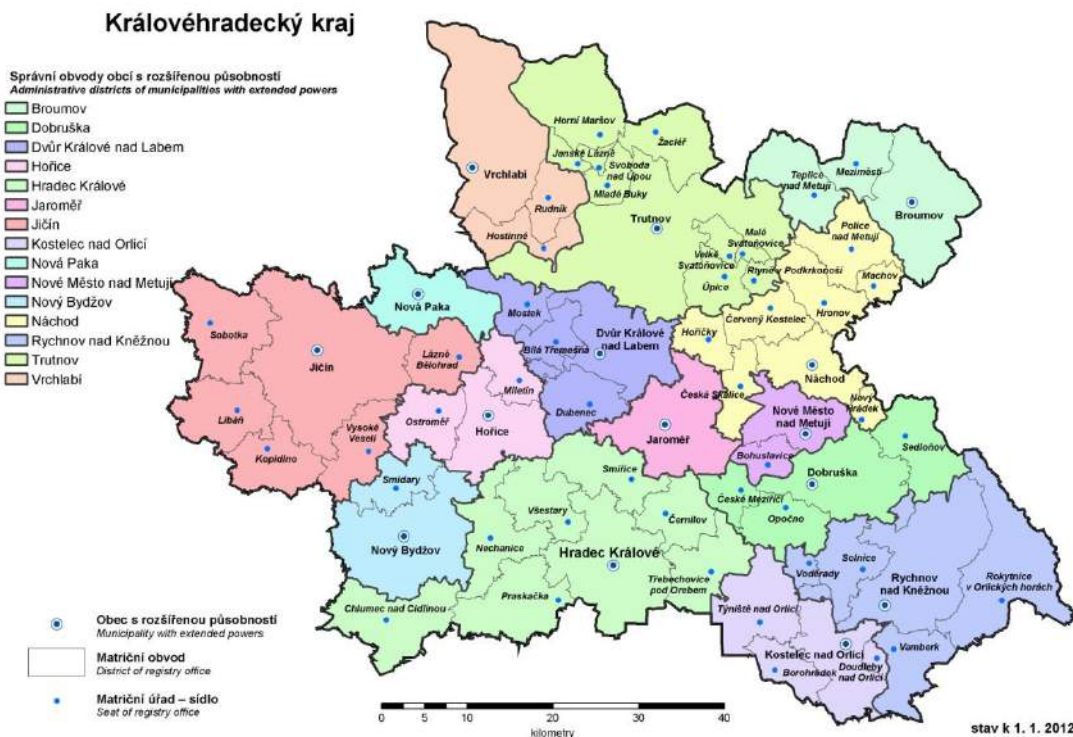 Královéhradecký kraj
Správní obvody obcí s rozšířenou působností
Administrative districts of municipalities with extended powers
Broumov
Dobruška
Dvůr Králové nad Labem
Hořice
Hradec Králové
Jaroměř
Jičín
Kostelec nad Orlicí
Nová Paka
Nové Město nad Metují
Nový Bydžov
Náchod
Rychnov nad Kněžnou
Trutnov
Vrchlabí
Horní Maršov
Žacléř
Janské Lázně
Svoboda
nad Úpou
Mladé Buky
Vrchlabí
Rudník
Hostinné
Trutnov
Teplice
nad Metují
Meziměstí
Broumov
Police
nad Metují
Malé
Svatoňovice
Velké
Svatoňovice
Rtyně v Podkrkonoší
Úpice
Machov
Hronov
Červený Kostelec
Nová Paka
Mostek
Sobotka
Jičín
Lázně
Bělohrad
Bílá Třemešná
Dvůr Králové
nad Labem
Hořičky
Náchod
Miletín
Česká Skalice
Nový
Hrádek
Libáň
Ostroměř
Hořice
Dubenec
Jaroměř
Nové Město
nad Metují
Kopidlno
Vysoké
Veselí
Bohuslavice
Sedloňov
Dobruška
Smidary
Smiřice
České Meziříčí
Opočno
Všestary
Černilov
Nový Bydžov
Nechanice
Hradec Králové
Třebechovice
pod Orebem
Voděrady
Solnice
Rychnov
nad Kněžnou
Rokytnice
v Orlických horách
Chlumec nad Cidlinou
Praskačka
Týniště nad Orlicí
Kostelec nad Orlicí
Vamberk
Borohrádek
Doudleby
nad Orlicí
Obec s rozšířenou působností
Municipality with extended powers
Matriční obvod
District of registry office
Matriční úřad – sídlo
Seat of registry office
0 5 10 20 30 40
kilometry
stav k 1. 1. 2012